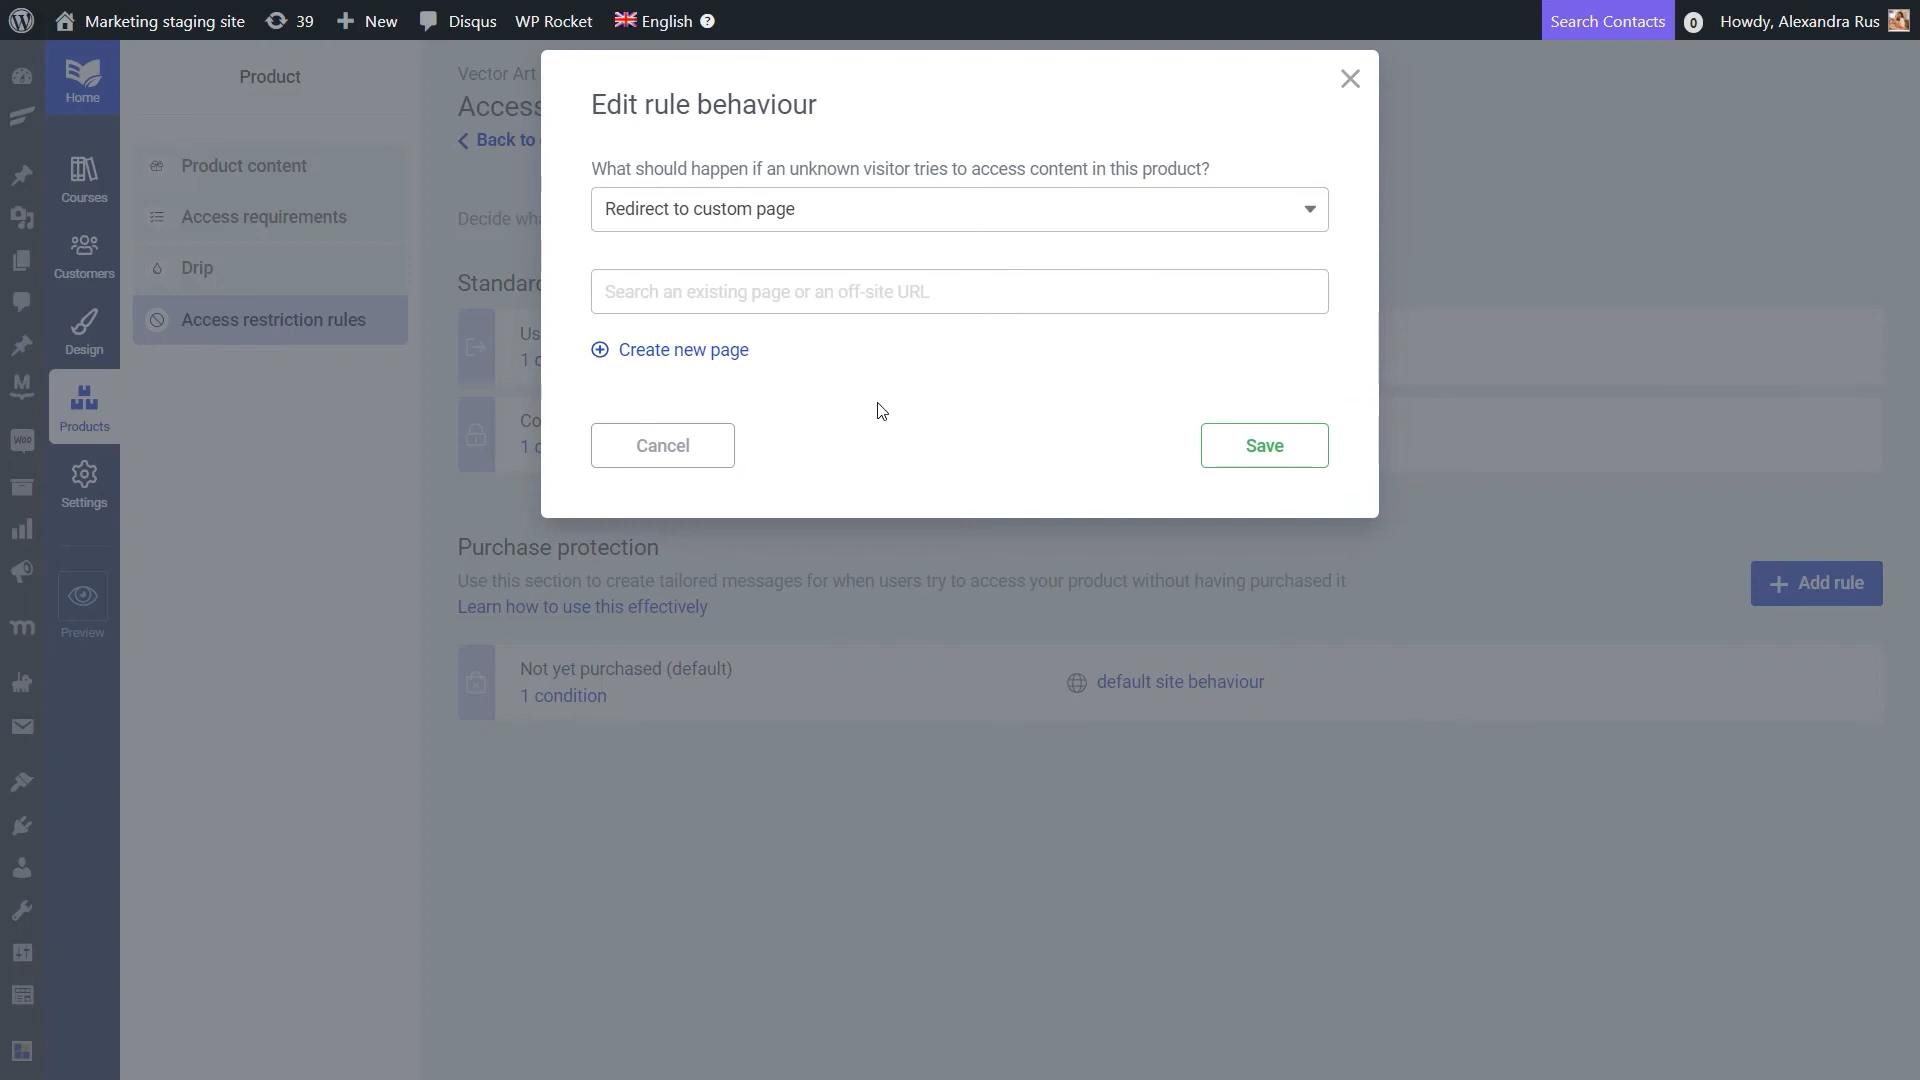 Marketing staging site
39
New
Disqus
WP Rocket
English
?
Search Contacts
0
Howdy, Alexandra Rus
Home
Courses
Customers
Design
Products
Settings
Preview
Product
Product content
Access requirements
Drip
Access restriction rules
Vector Art
Access
Back to
Standard
1
1
Edit rule behaviour
What should happen if an unknown visitor tries to access content in this product?
Redirect to custom page
Search an existing page or an off-site URL
Create new page
Cancel
Save
Purchase protection
Use this section to create tailored messages for when users try to access your product without having purchased it
Learn how to use this effectively
Add rule
Not yet purchased (default)
1 condition
default site behaviour